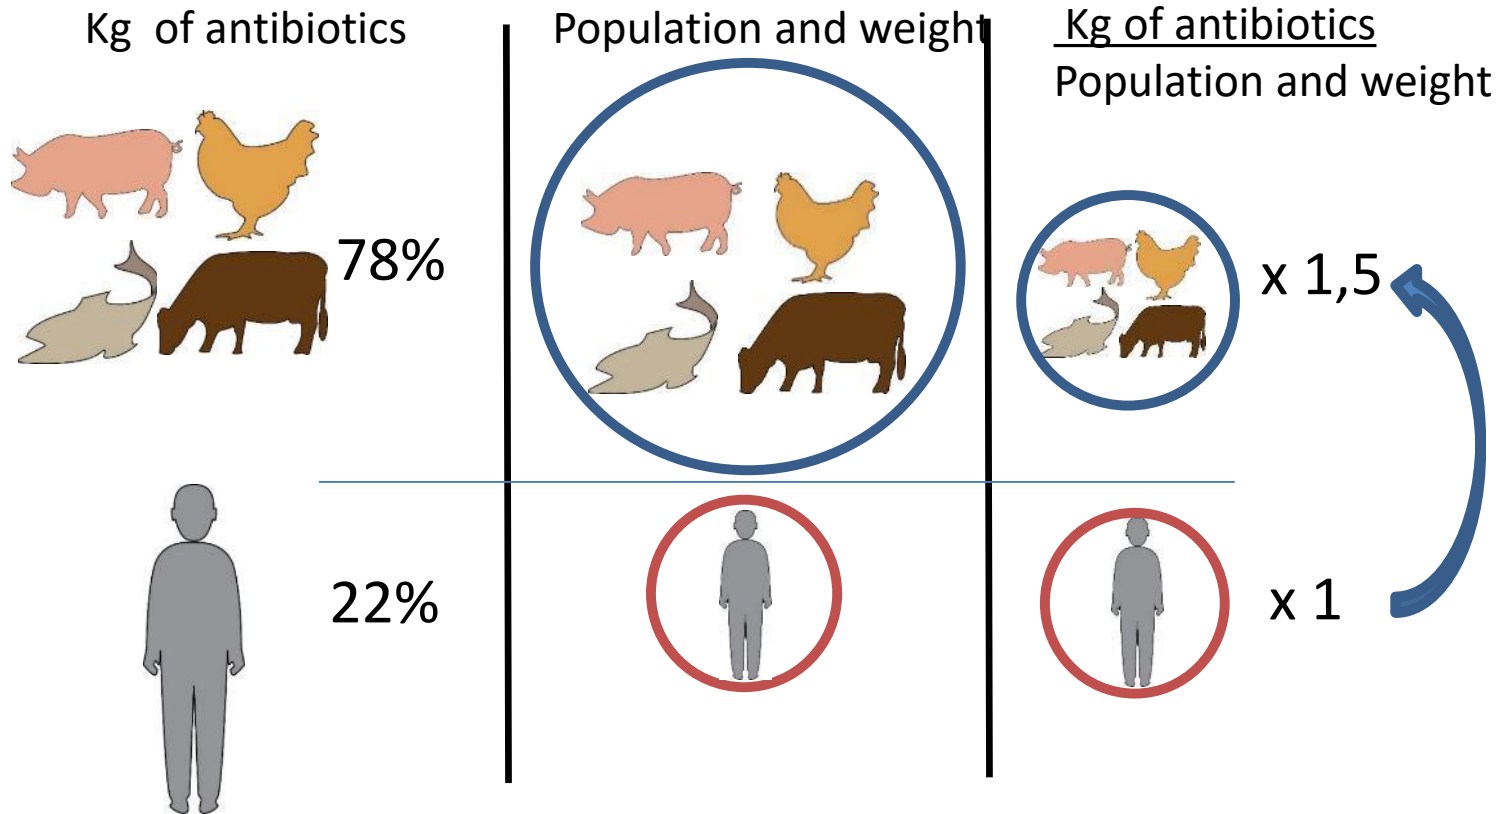 Kg of antibiotics
Population and weight
Kg of antibiotics
Population and weight
78%
x 1,5
22%
x 1